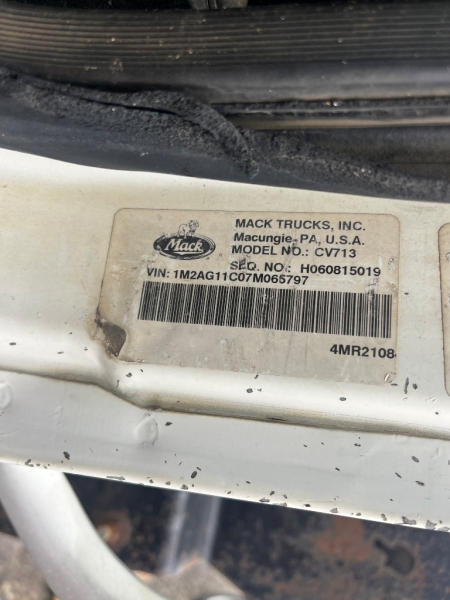 Mack
MACK TRUCKS, INC.
Macungie, PA, U.S.A.
MODEL NO.: CV713
SEQ. NO.: H060815019
VIN: 1M2AG11C07M065797
4MR2108